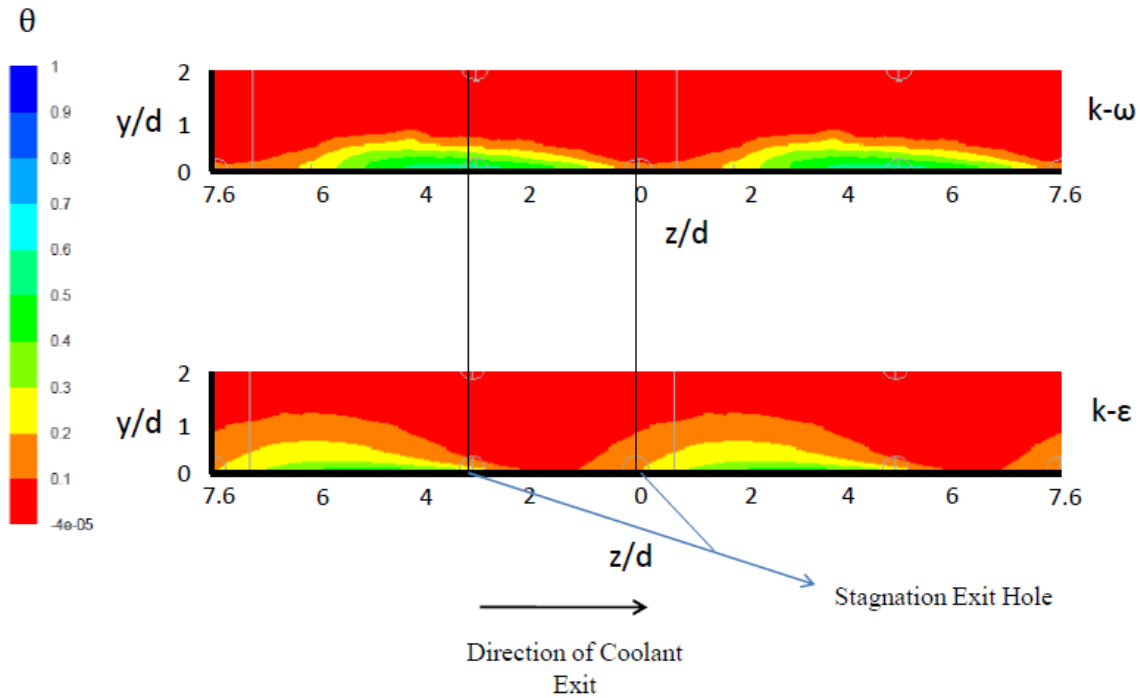 θ
1
0.9
0.8
0.7
0.6
0.5
0.4
0.3
0.2
0.1
-4e-05
y/d
2
1
0
7.6 6 4 2 0 2 4 6 7.6
z/d
k-ω
y/d
2
1
0
7.6 6 4 2 0 2 4 6 7.6
z/d
k-ε
Stagnation Exit Hole
Direction of Coolant
Exit